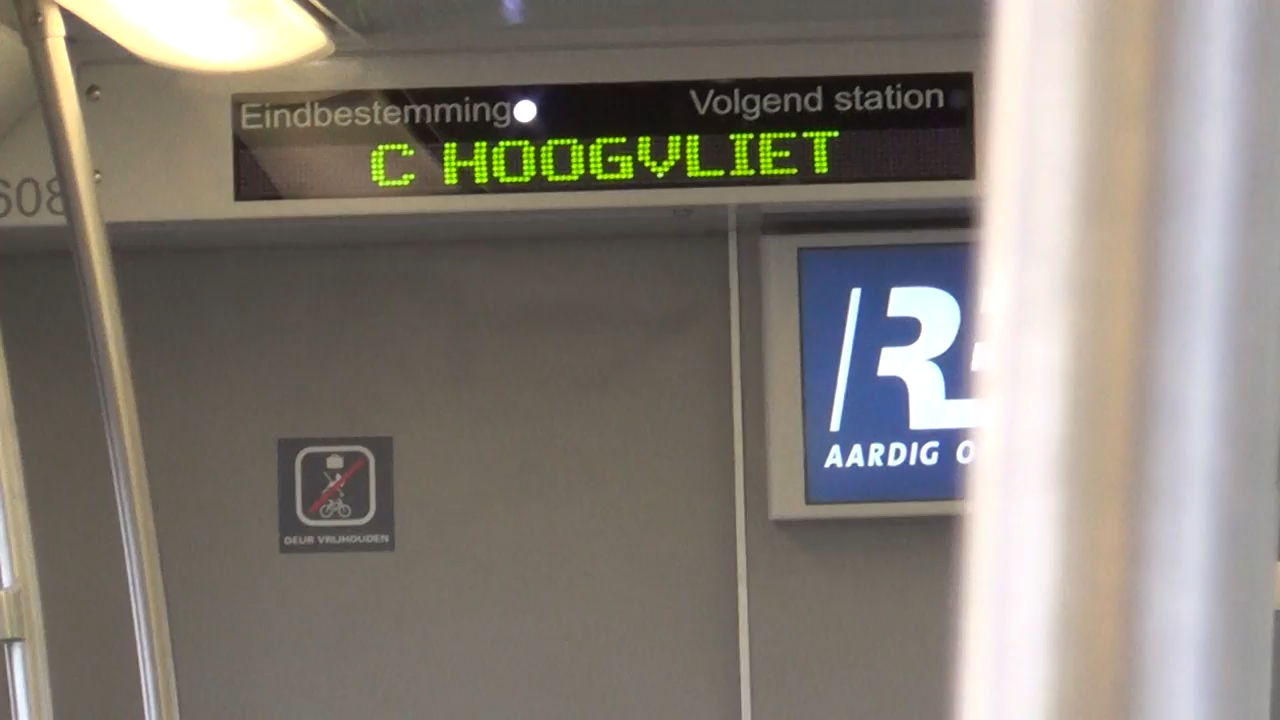 Eindbestemming Volgend station
C HOOGVLIET
608
AARDIG
DEUR VRIJHOUDEN